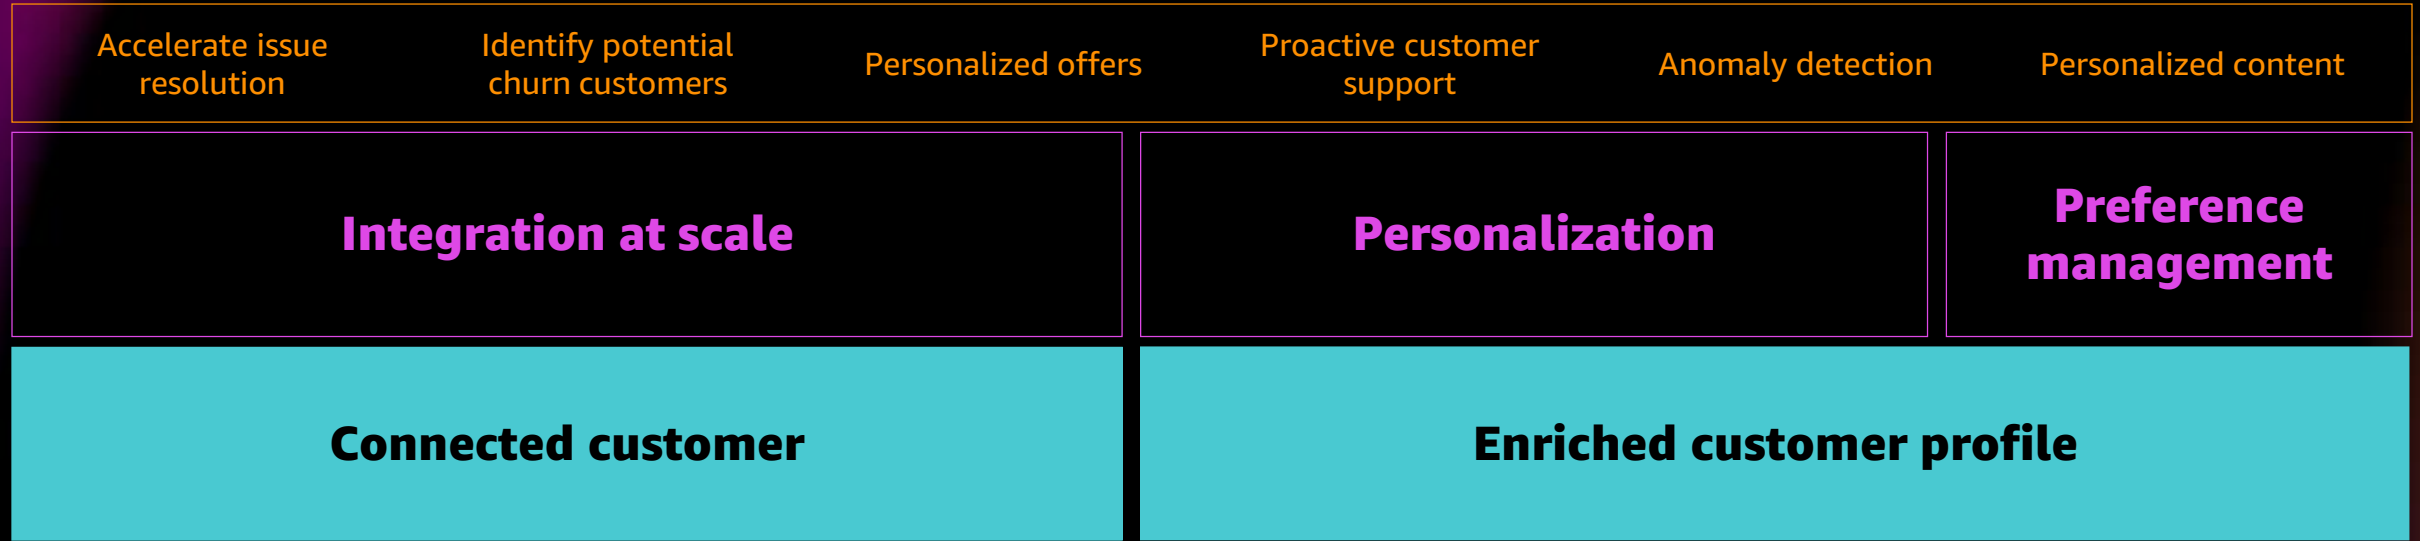 Accelerate issue
resolution
Identify potential
churn customers
Personalized offers
Proactive customer
support
Anomaly detection
Personalized content
Integration at scale
Personalization
Preference
management
Connected customer
Enriched customer profile